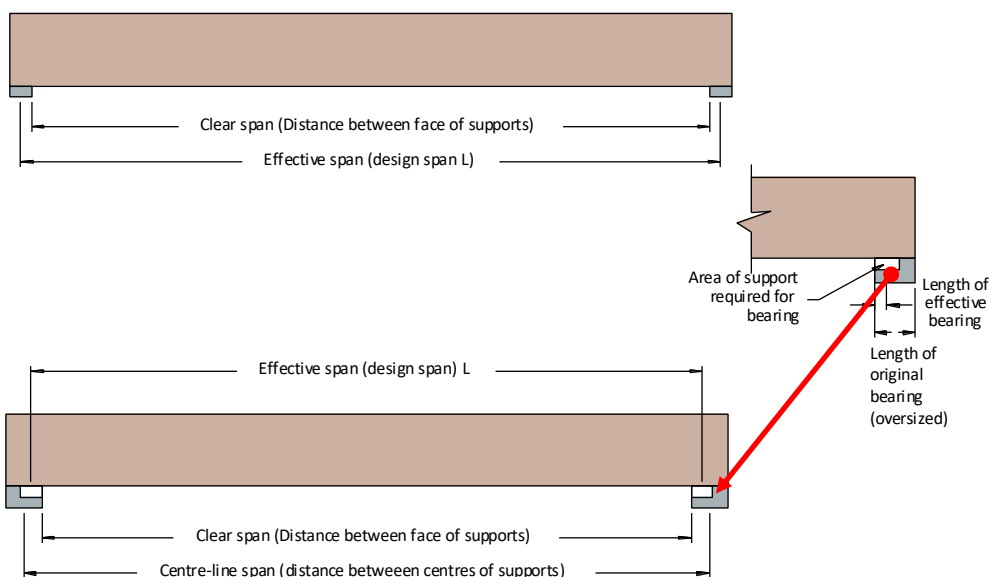 Clear span (Distance between face of supports)
Effective span (design span L)
Area of support
required for
bearing
Length of
effective
bearing
Length of
original
bearing
(oversized)
Effective span (design span) L
Clear span (Distance between face of supports)
Centre-line span (distance betweeen centres of supports)